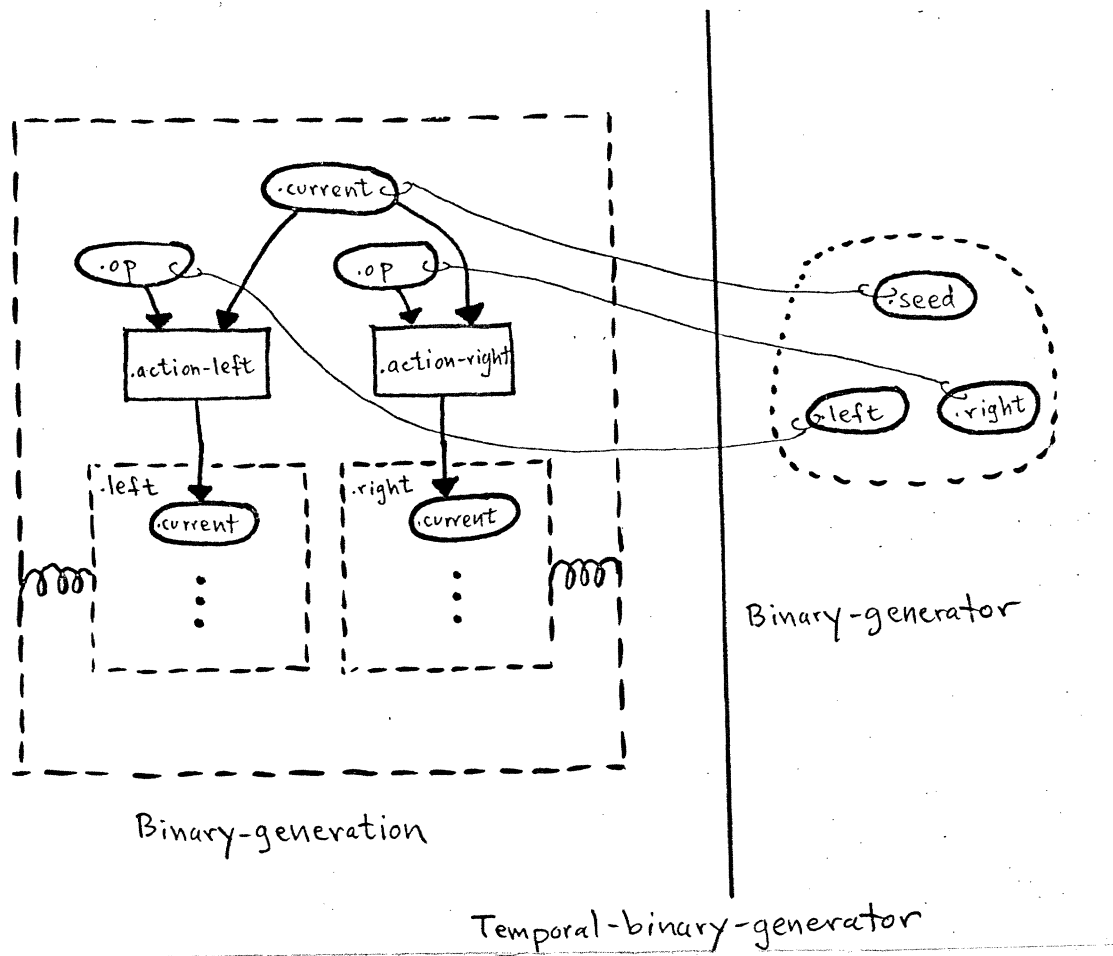 .current
.op
.op
.seed
.action-left
.action-right
.left
.right
.left
.right
.current
.current
Binary-generator
Binary-generation
Temporal-binary-generator